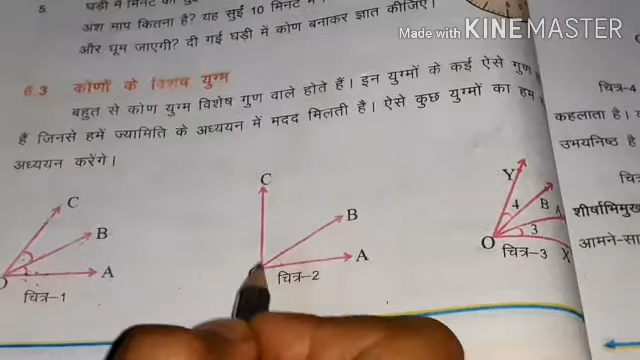 5
अंश माप कितना है? यह सुई 10 मिनट में
और घूम जाएगी? दी गई घड़ी में कोण बनाकर ज्ञात कीजिए।
6.3 कोणों के विशेष युग्म
बहुत से कोण युग्म विशेष गुण वाले होते हैं। इन युग्मों के कई ऐसे गुण
हैं जिनसे हमें ज्यामिति के अध्ययन में मदद मिलती है। ऐसे कुछ युग्मों का हम
अध्ययन करेंगे।
C
B
A
चित्र-1
C
B
A
चित्र-2
Y
4
B
A
3
O
X
चित्र-3
चित्र-4
कहलाता है।
उभयनिष्ठ है
शीर्षाभिमुख
आमने-सा
Made with KINEMASTER